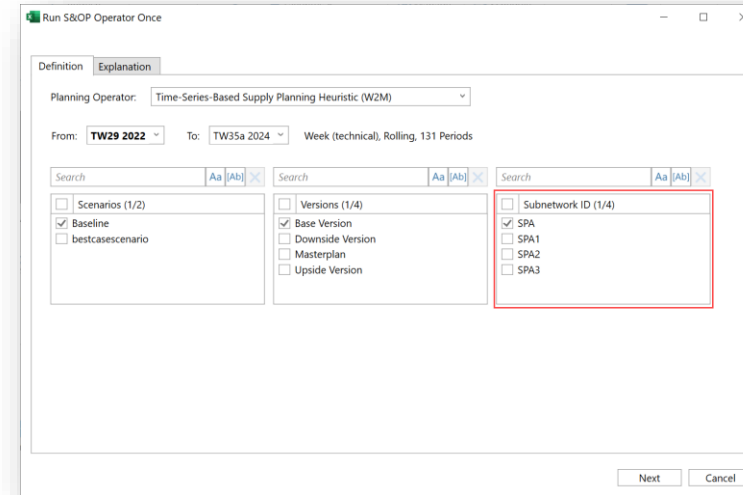 Run S&OP Operator Once
Definition Explanation
Planning Operator: Time-Series-Based Supply Planning Heuristic (W2M)
From: TW29 2022 To: TW35a 2024 Week (technical), Rolling, 131 Periods
Search Aa [Ab] Search Aa [Ab] Search Aa [Ab]
Scenarios (1/2)
Baseline
bestcasescenario
Versions (1/4)
Base Version
Downside Version
Masterplan
Upside Version
Subnetwork ID (1/4)
SPA
SPA1
SPA2
SPA3
Next Cancel